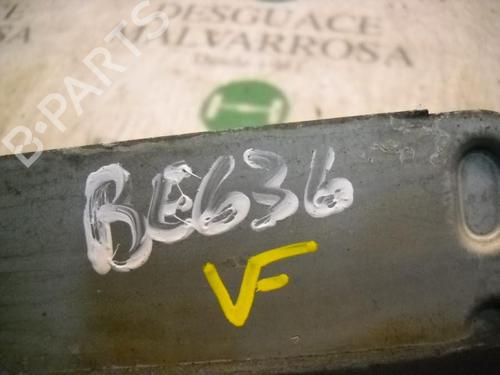 DESGUACE
MALVARROSA
B-PARTS
BE636
VF